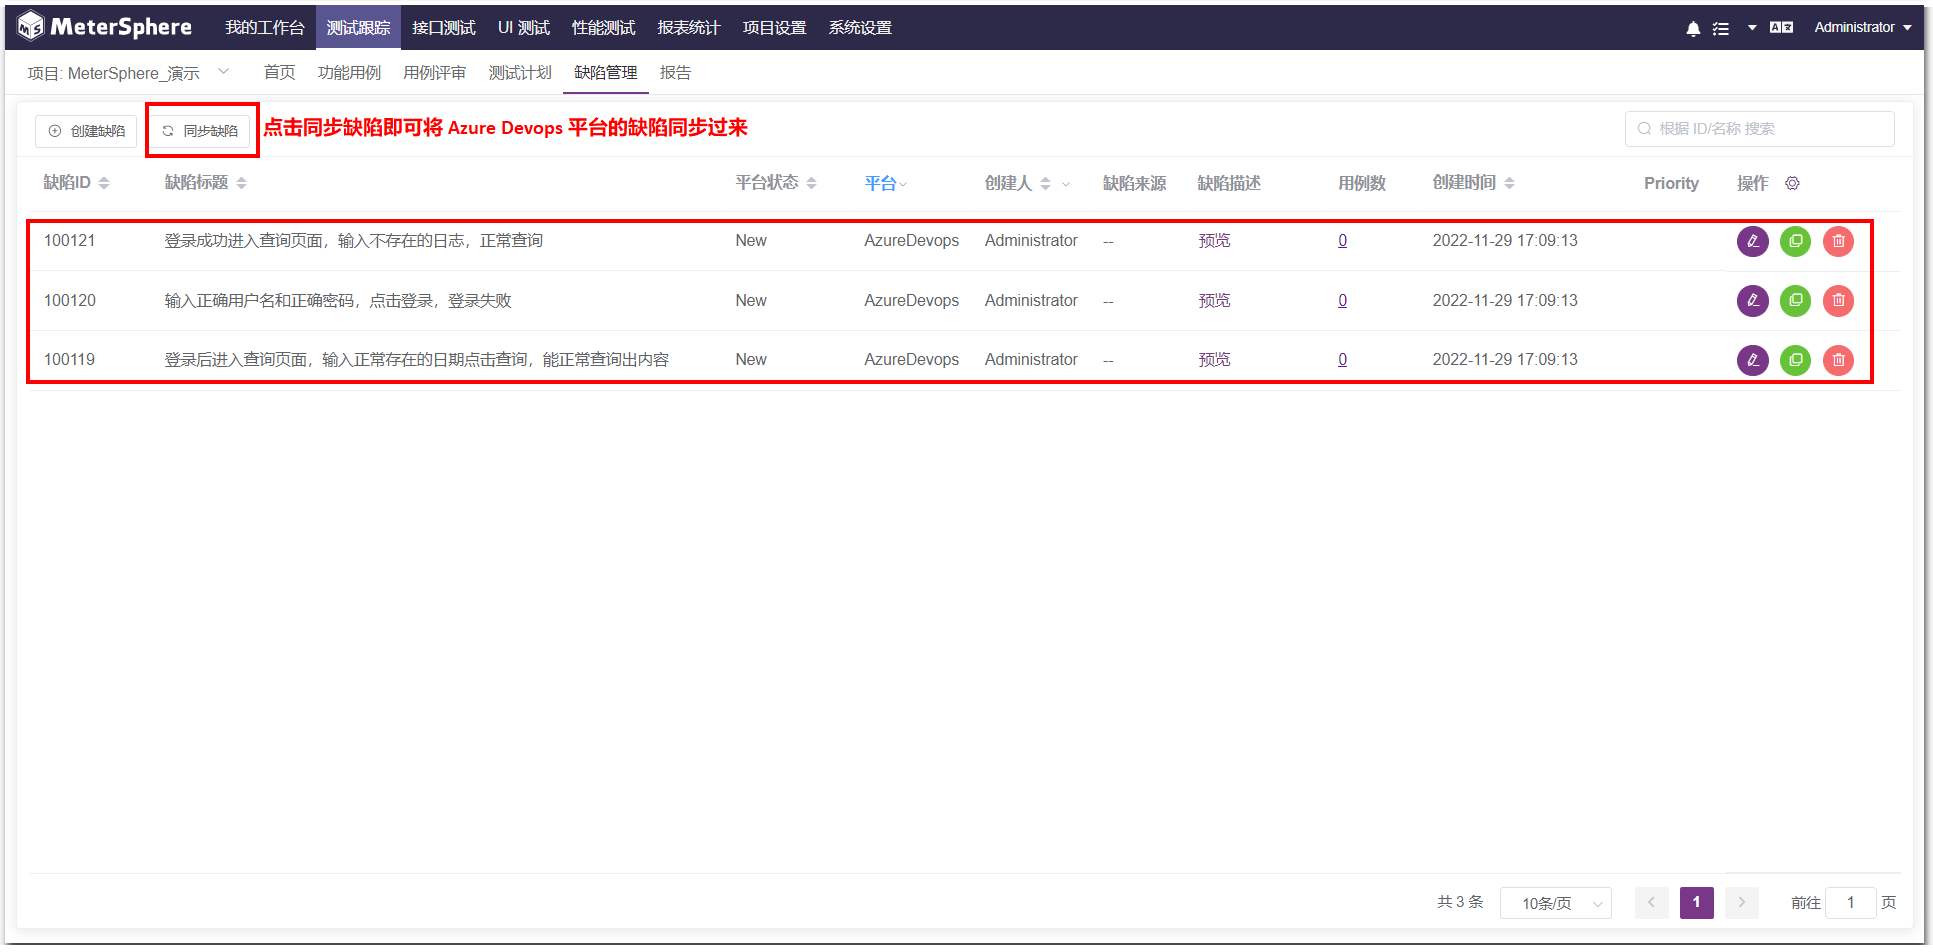 MeterSphere 我的工作台 测试跟踪 接口测试 UI 测试 性能测试 报表统计 项目设置 系统设置 Administrator
项目: MeterSphere_演示 首页 功能用例 用例评审 测试计划 缺陷管理 报告
创建缺陷 同步缺陷 点击同步缺陷即可将 Azure Devops 平台的缺陷同步过来 根据 ID/名称 搜索
缺陷ID 缺陷标题 平台状态 平台 创建人 缺陷来源 缺陷描述 用例数 创建时间 Priority 操作
100121 登录成功进入查询页面，输入不存在的日志，正常查询 New AzureDevops Administrator -- 预览 0 2022-11-29 17:09:13
100120 输入正确用户名和正确密码，点击登录，登录失败 New AzureDevops Administrator -- 预览 0 2022-11-29 17:09:13
100119 登录后进入查询页面，输入正常存在的日期点击查询，能正常查询出内容 New AzureDevops Administrator -- 预览 0 2022-11-29 17:09:13
共 3 条 10条/页 1 前往 1 页